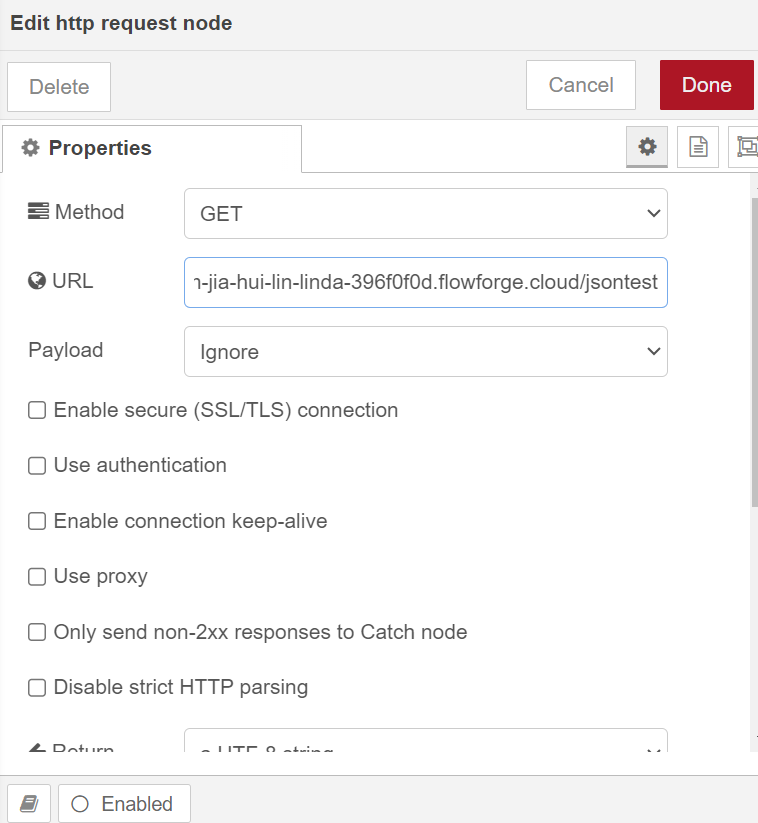 Edit http request node
Delete
Cancel
Done
Properties
Method
GET
URL
n-jia-hui-lin-linda-396f0f0d.flowforge.cloud/jsontest
Payload
Ignore
Enable secure (SSL/TLS) connection
Use authentication
Enable connection keep-alive
Use proxy
Only send non-2xx responses to Catch node
Disable strict HTTP parsing
Return
a UTF-8 string
Enabled